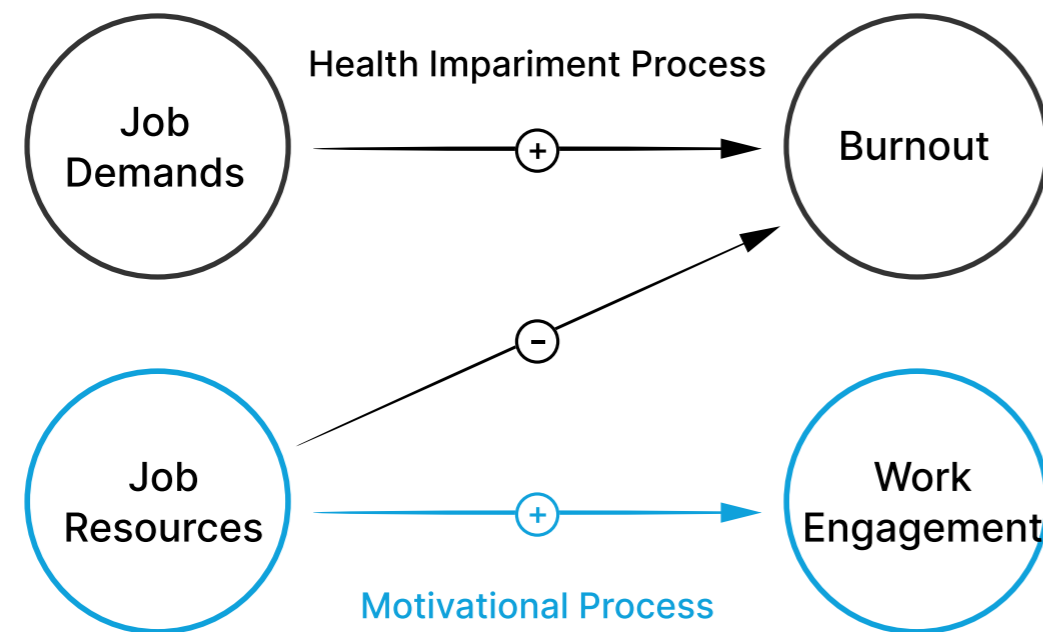 Health Impariment Process
Job
Demands
+
Burnout
-
Job
Resources
+
Work
Engagement
Motivational Process